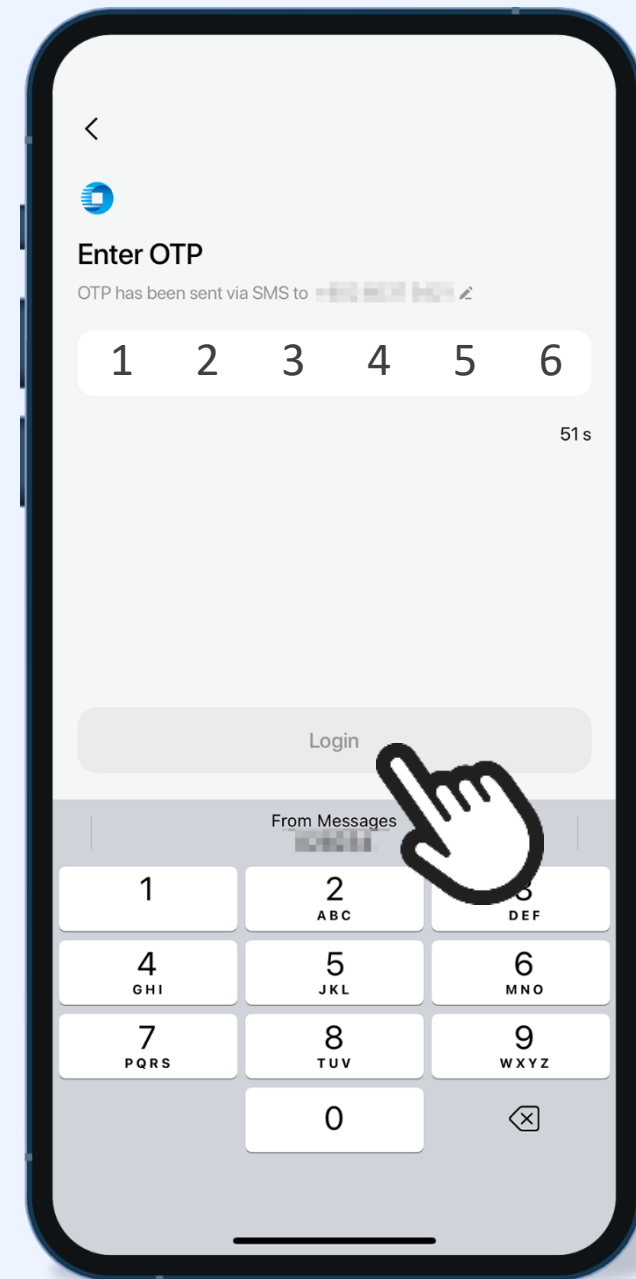 Enter OTP
OTP has been sent via SMS to
1 2 3 4 5 6
51 s
Login
From Messages
1 2 3
ABC DEF
4 5 6
GHI JKL MNO
7 8 9
PQRS TUV WXYZ
0